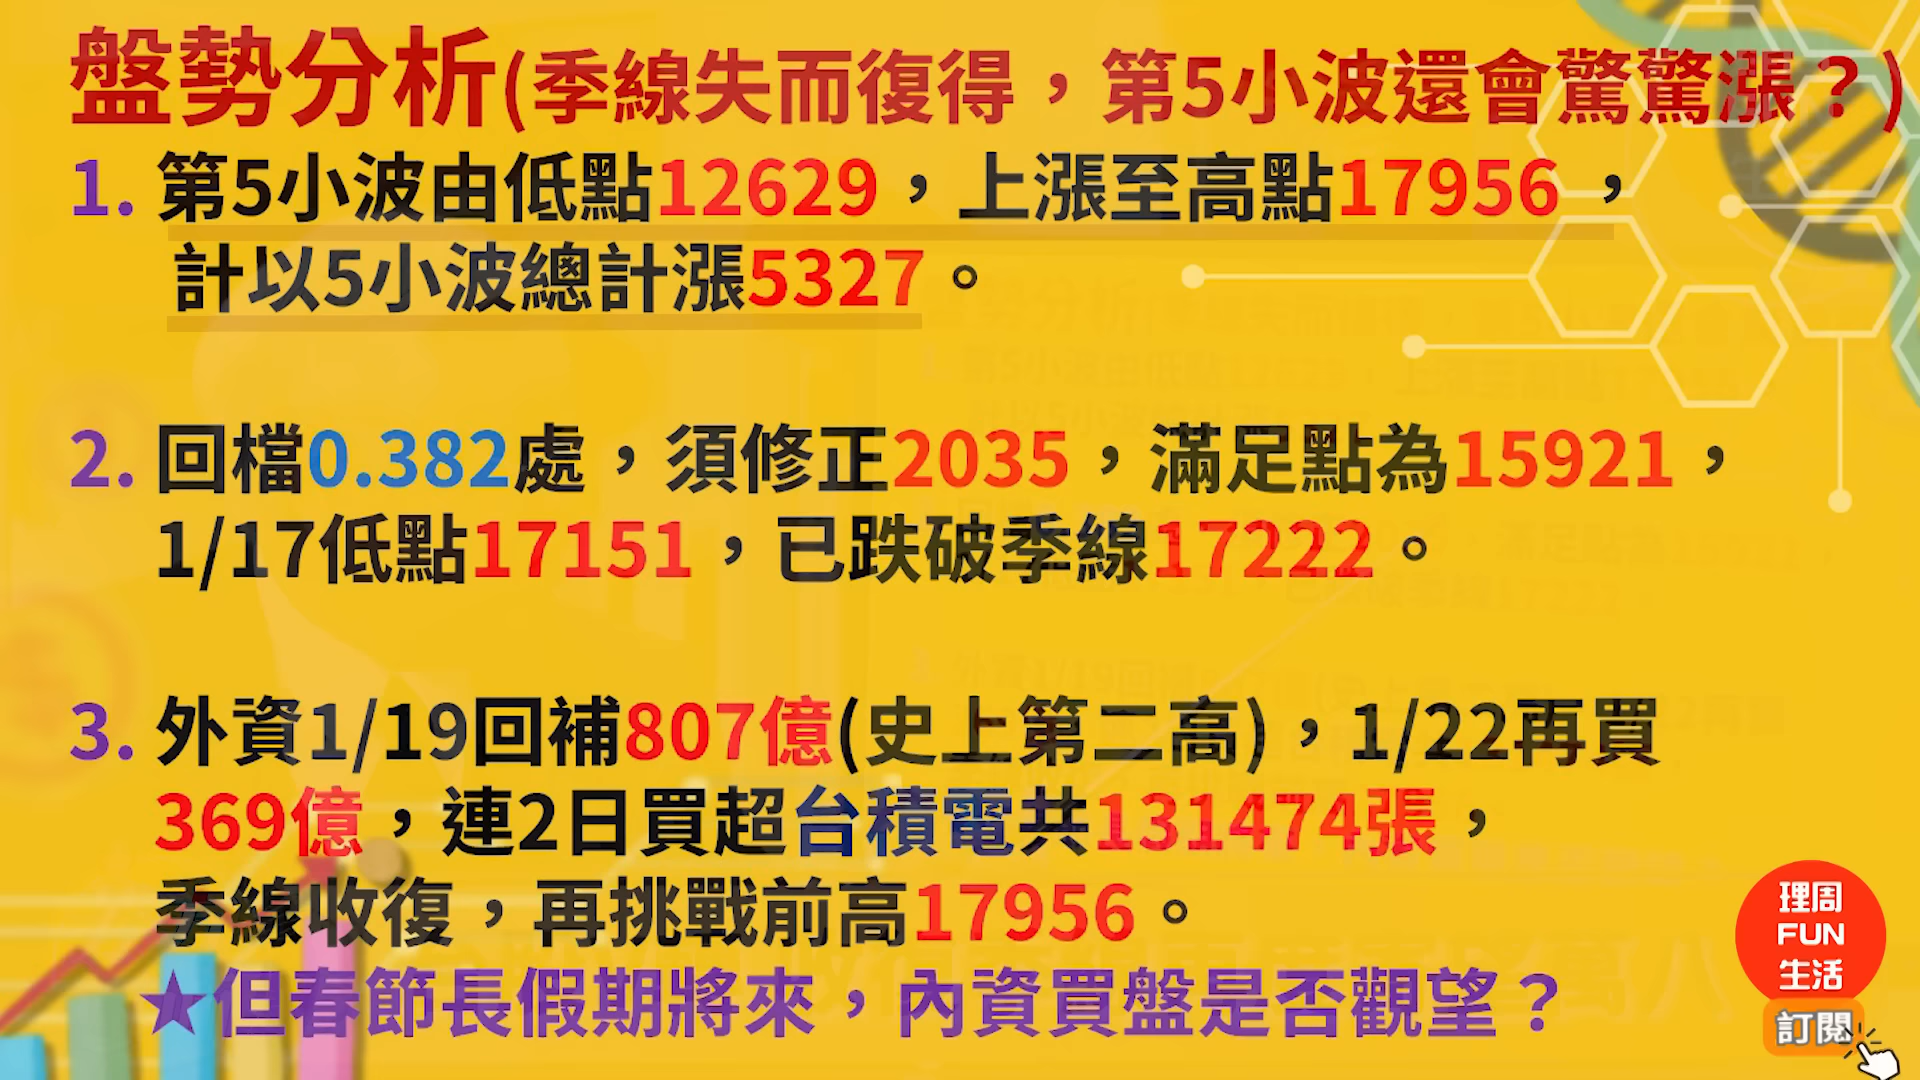 盤勢分析(季線失而復得，第5小波還會驚驚漲？)
1. 第5小波由低點12629，上漲至高點17956，
計以5小波總計漲5327。
2. 回檔0.382處，須修正2035，滿足點為15921，
1/17低點17151，已跌破季線17222。
3. 外資1/19回補807億(史上第二高)，1/22再買
369億，連2日買超台積電共131474張，
季線收復，再挑戰前高17956。
★但春節長假期將來，內資買盤是否觀望？
理周
FUN
生活
訂閱